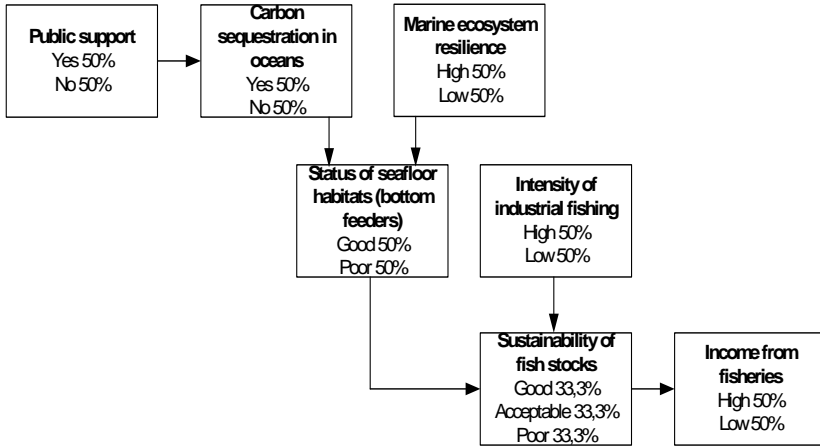 Public support
Yes 50%
No 50%
Carbon
sequestration in
oceans
Yes 50%
No 50%
Marine ecosystem
resilience
High 50%
Low 50%
Status of seafloor
habitats (bottom
feeders)
Good 50%
Poor 50%
Intensity of
industrial fishing
High 50%
Low 50%
Sustainability of
fish stocks
Good 33,3%
Acceptable 33,3%
Poor 33,3%
Income from
fisheries
High 50%
Low 50%